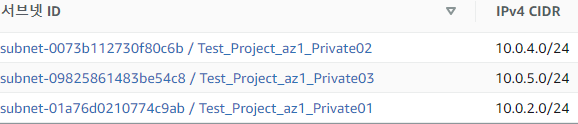 서브넷 ID IPv4 CIDR
subnet-0073b112730f80c6b / Test_Project_az1_Private02 10.0.4.0/24
subnet-09825861483be54c8 / Test_Project_az1_Private03 10.0.5.0/24
subnet-01a76d0210774c9ab / Test_Project_az1_Private01 10.0.2.0/24